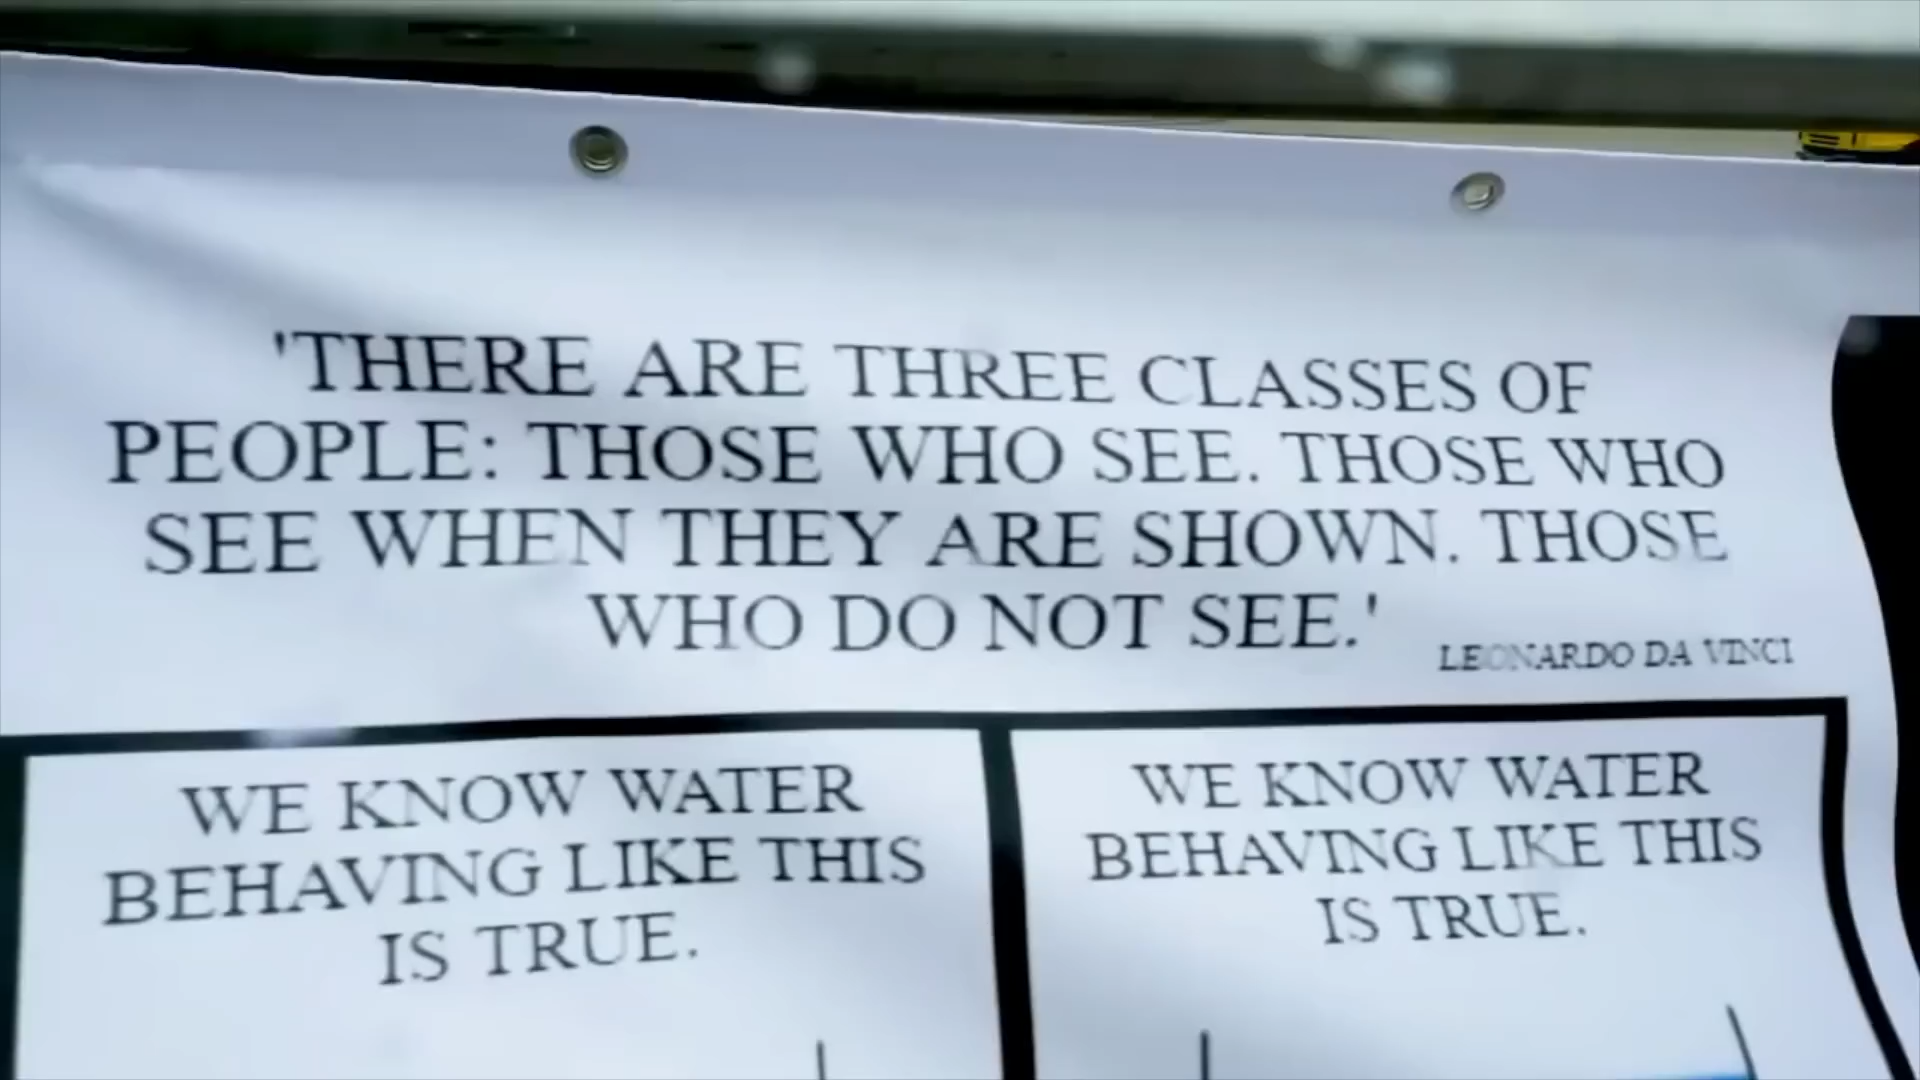 'THERE ARE THREE CLASSES OF
PEOPLE: THOSE WHO SEE. THOSE WHO
SEE WHEN THEY ARE SHOWN. THOSE
WHO DO NOT SEE.'
LEONARDO DA VINCI
WE KNOW WATER
BEHAVING LIKE THIS
IS TRUE.
WE KNOW WATER
BEHAVING LIKE THIS
IS TRUE.